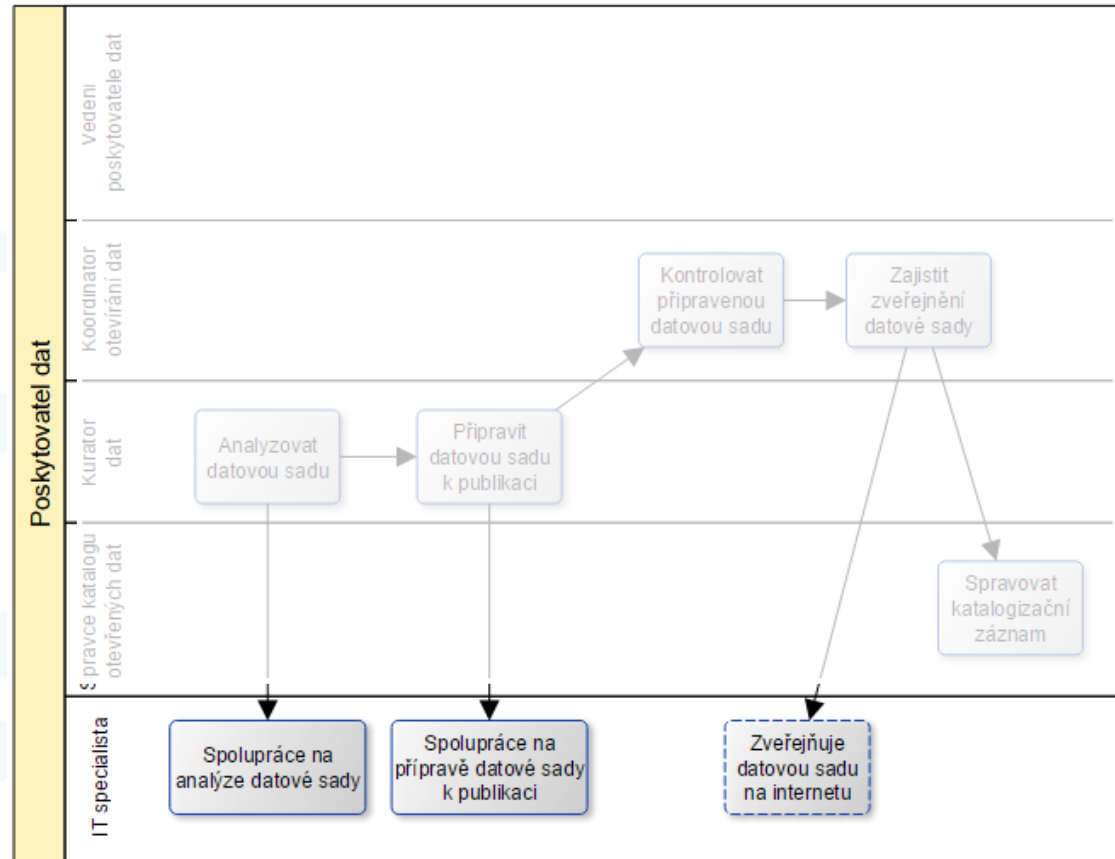 Poskytovatel dat
Vedení
poskytovatele dat
Koordinátor
otevírání dat
Kontrolovat
připravenou
datovou sadu
Zajistit
zveřejnění
datové sady
Kurátor
dat
Analyzovat
datovou sadu
Připravit
datovou sadu
k publikaci
Správce katalogu
otevřených dat
Spravovat
katalogizační
záznam
IT specialista
Spolupráce na
analýze datové sady
Spolupráce na
přípravě datové sady
k publikaci
Zveřejňuje
datovou sadu
na internetu